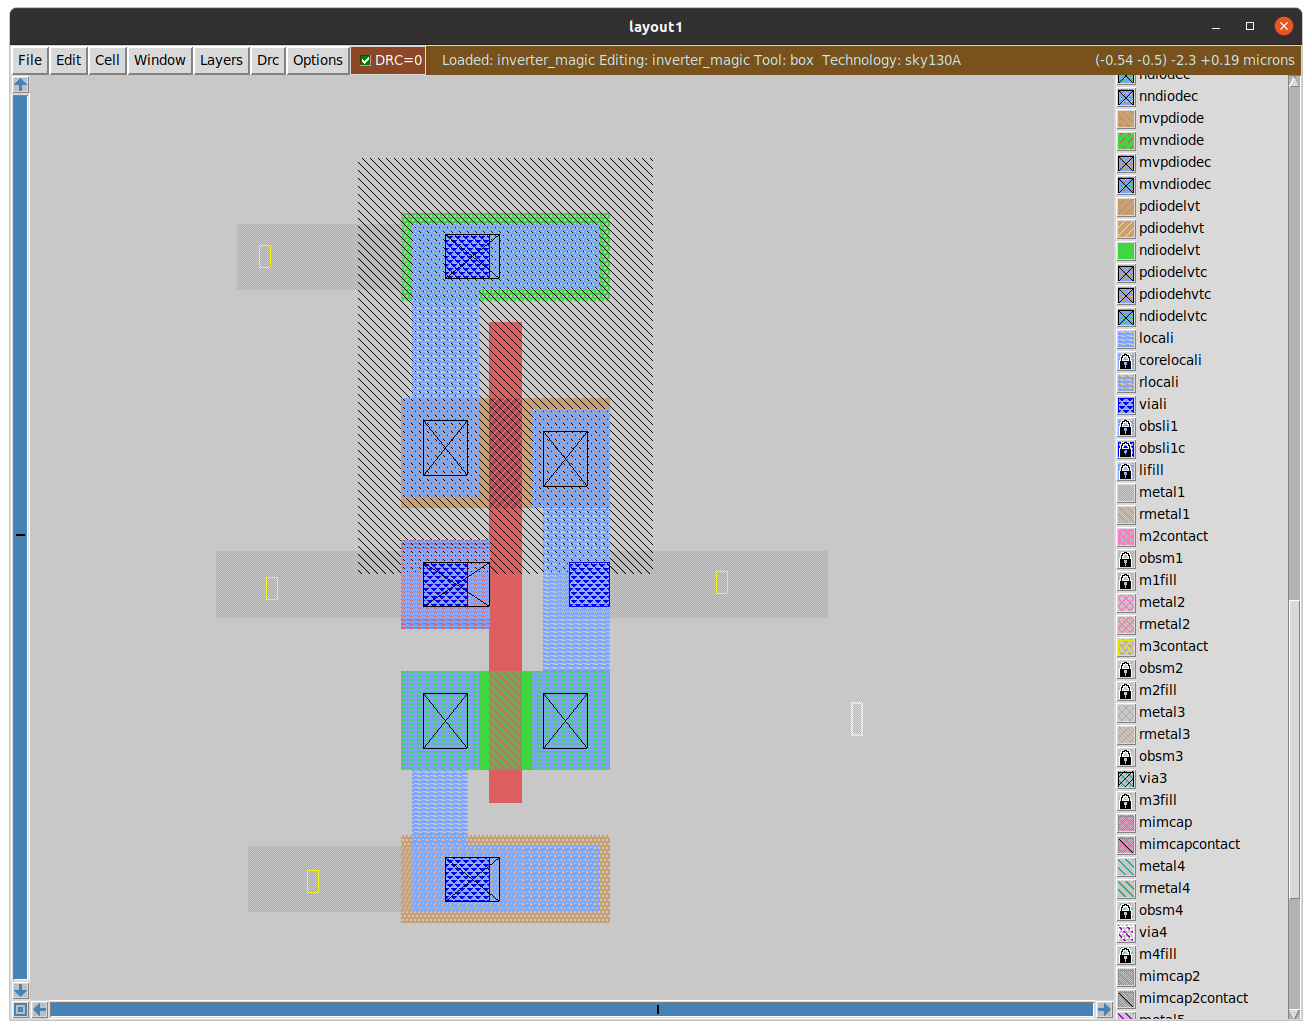 layout1
File Edit Cell Window Layers Drc Options DRC=0 Loaded: inverter_magic Editing: inverter_magic Tool: box Technology: sky130A (-0.54 -0.5) -2.3 +0.19 microns
ndiodec
nndiodec
mvpdiode
mvndiode
mvpdiodec
mvndiodec
pdiodelvt
pdiodehvt
ndiodelvt
pdiodelvtc
pdiodehvtc
ndiodelvtc
locali
corelocali
rlocali
viali
obsli1
obsli1c
lifill
metal1
rmetal1
m2contact
obsm1
m1fill
metal2
rmetal2
m3contact
obsm2
m2fill
metal3
rmetal3
obsm3
via3
m3fill
mimcap
mimcapcontact
metal4
rmetal4
obsm4
via4
m4fill
mimcap2
mimcap2contact
metal5